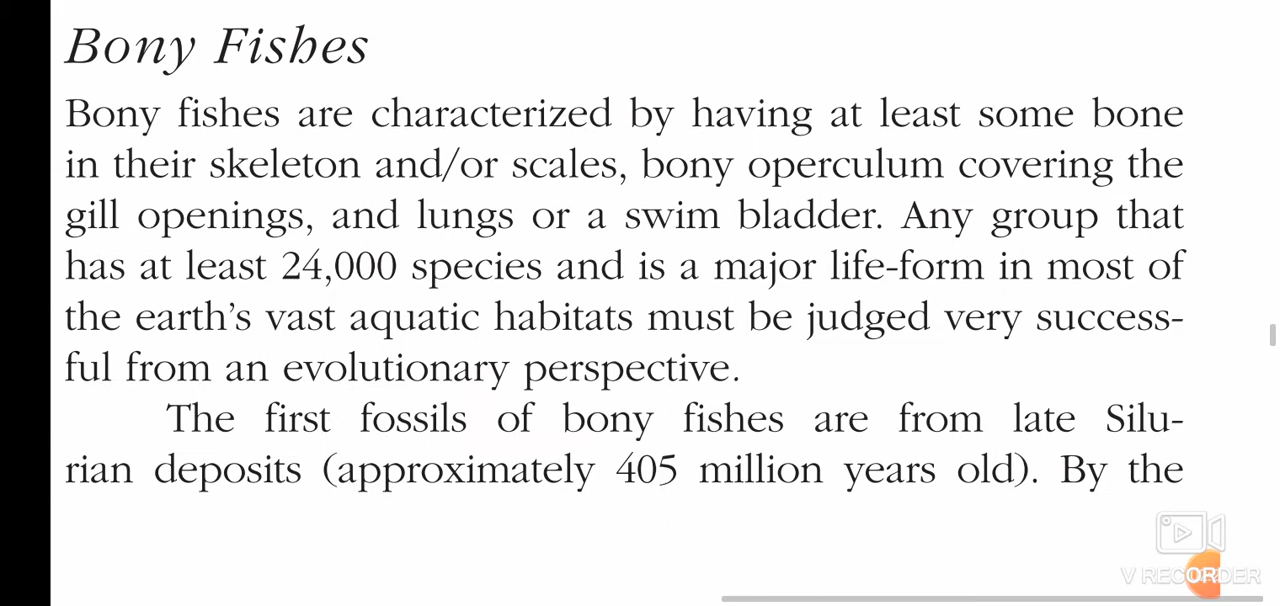 Bony Fishes
Bony fishes are characterized by having at least some bone
in their skeleton and/or scales, bony operculum covering the
gill openings, and lungs or a swim bladder. Any group that
has at least 24,000 species and is a major life-form in most of
the earth's vast aquatic habitats must be judged very success-
ful from an evolutionary perspective.
The first fossils of bony fishes are from late Silu-
rian deposits (approximately 405 million years old). By the
V RECORDER